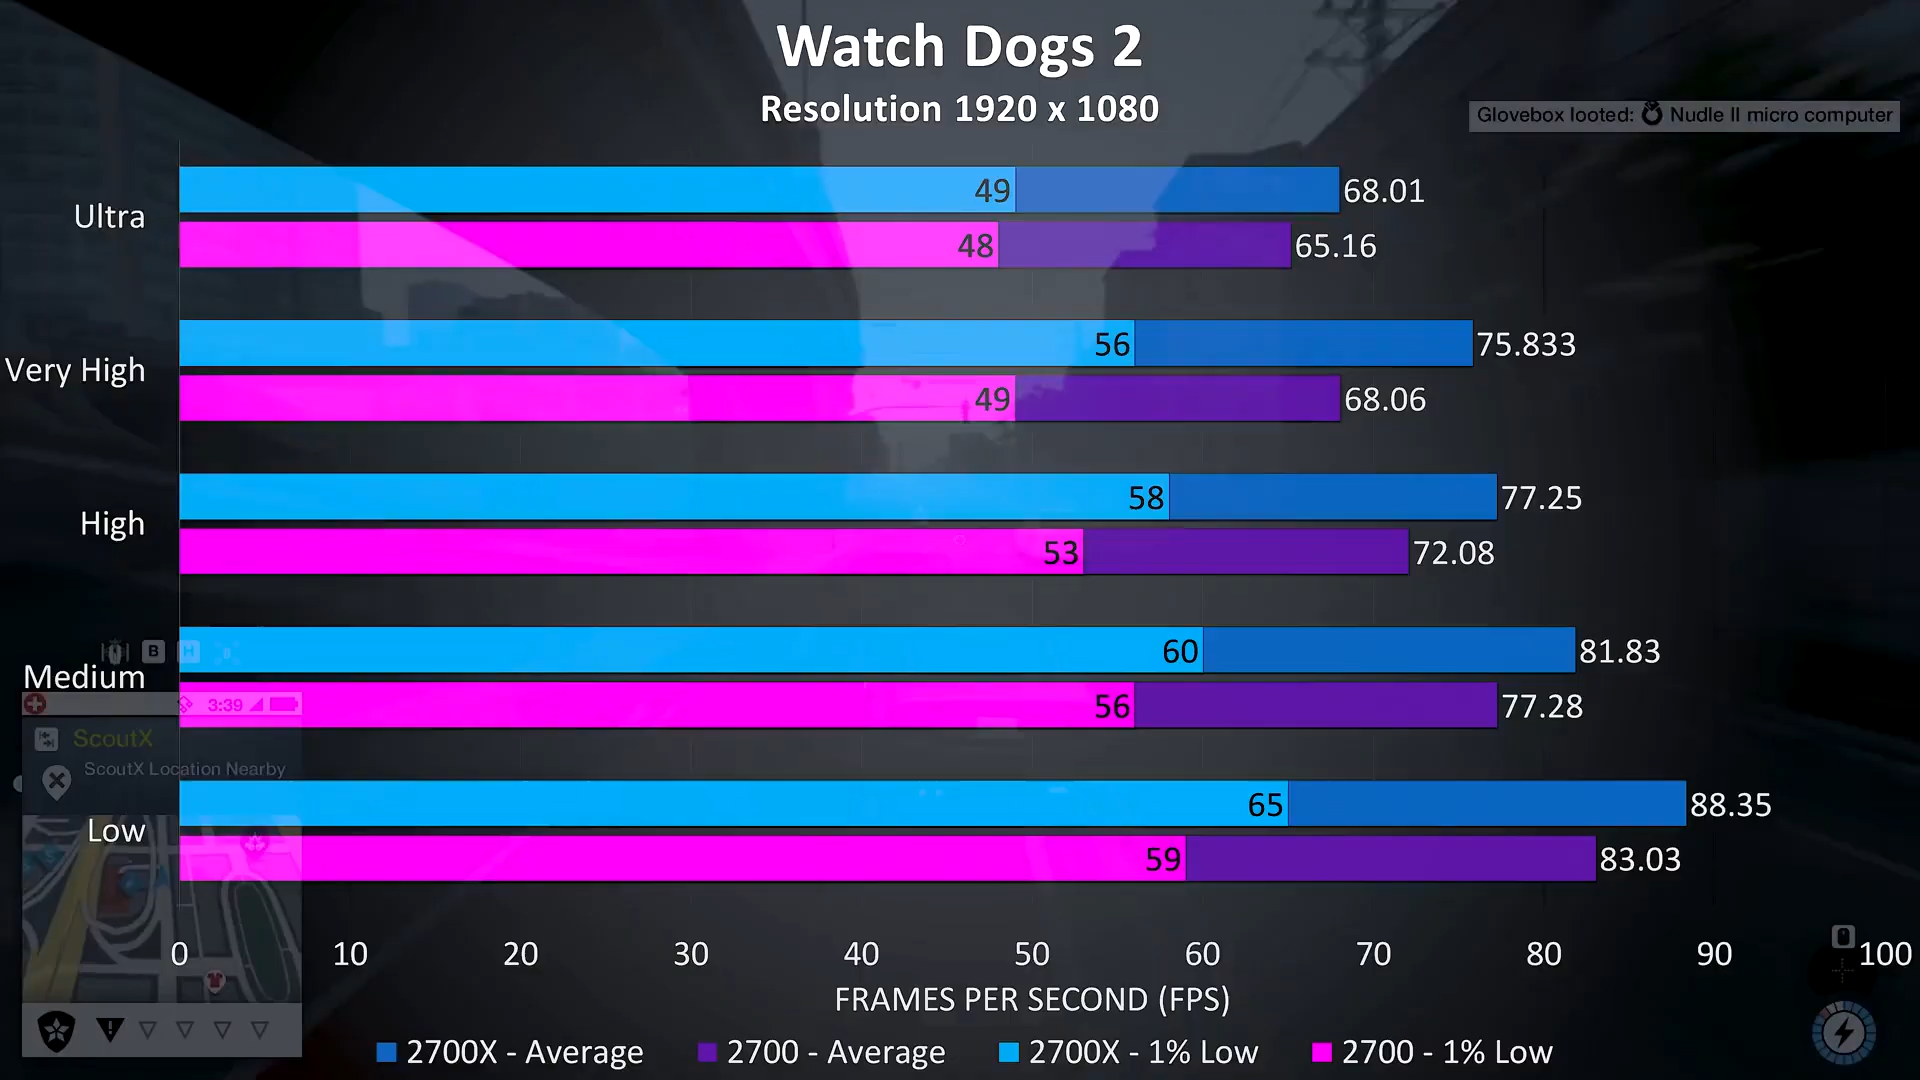 Watch Dogs 2
Resolution 1920 x 1080
Glovebox looted: Nudle II micro computer
Ultra
49 68.01
48 65.16
Very High
56 75.833
49 68.06
High
58 77.25
53 72.08
B H
Medium
60 81.83
56 77.28
3:39
ScoutX
ScoutX Location Nearby
Low
65 88.35
59 83.03
0 10 20 30 40 50 60 70 80 90 100
FRAMES PER SECOND (FPS)
2700X - Average 2700 - Average 2700X - 1% Low 2700 - 1% Low